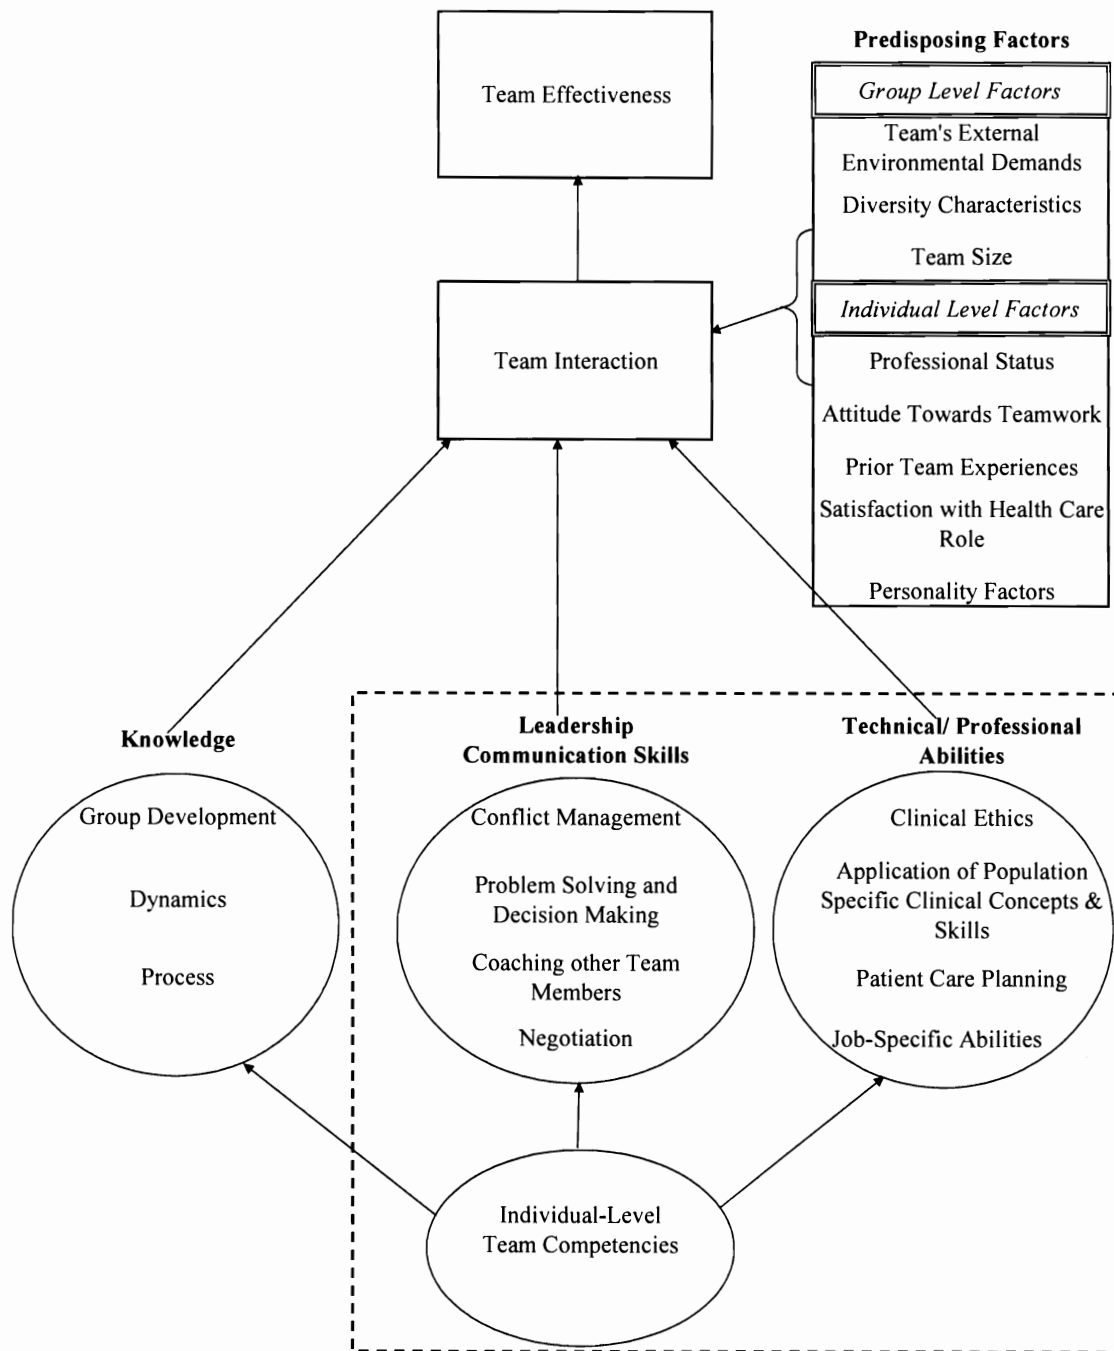 Predisposing Factors
Team Effectiveness
Group Level Factors
Team's External
Environmental Demands
Diversity Characteristics
Team Size
Individual Level Factors
Team Interaction
Professional Status
Attitude Towards Teamwork
Prior Team Experiences
Satisfaction with Health Care
Role
Personality Factors
Knowledge
Group Development
Dynamics
Process
Leadership
Communication Skills
Conflict Management
Problem Solving and
Decision Making
Coaching other Team
Members
Negotiation
Technical/ Professional
Abilities
Clinical Ethics
Application of Population
Specific Clinical Concepts &
Skills
Patient Care Planning
Job-Specific Abilities
Individual-Level
Team Competencies